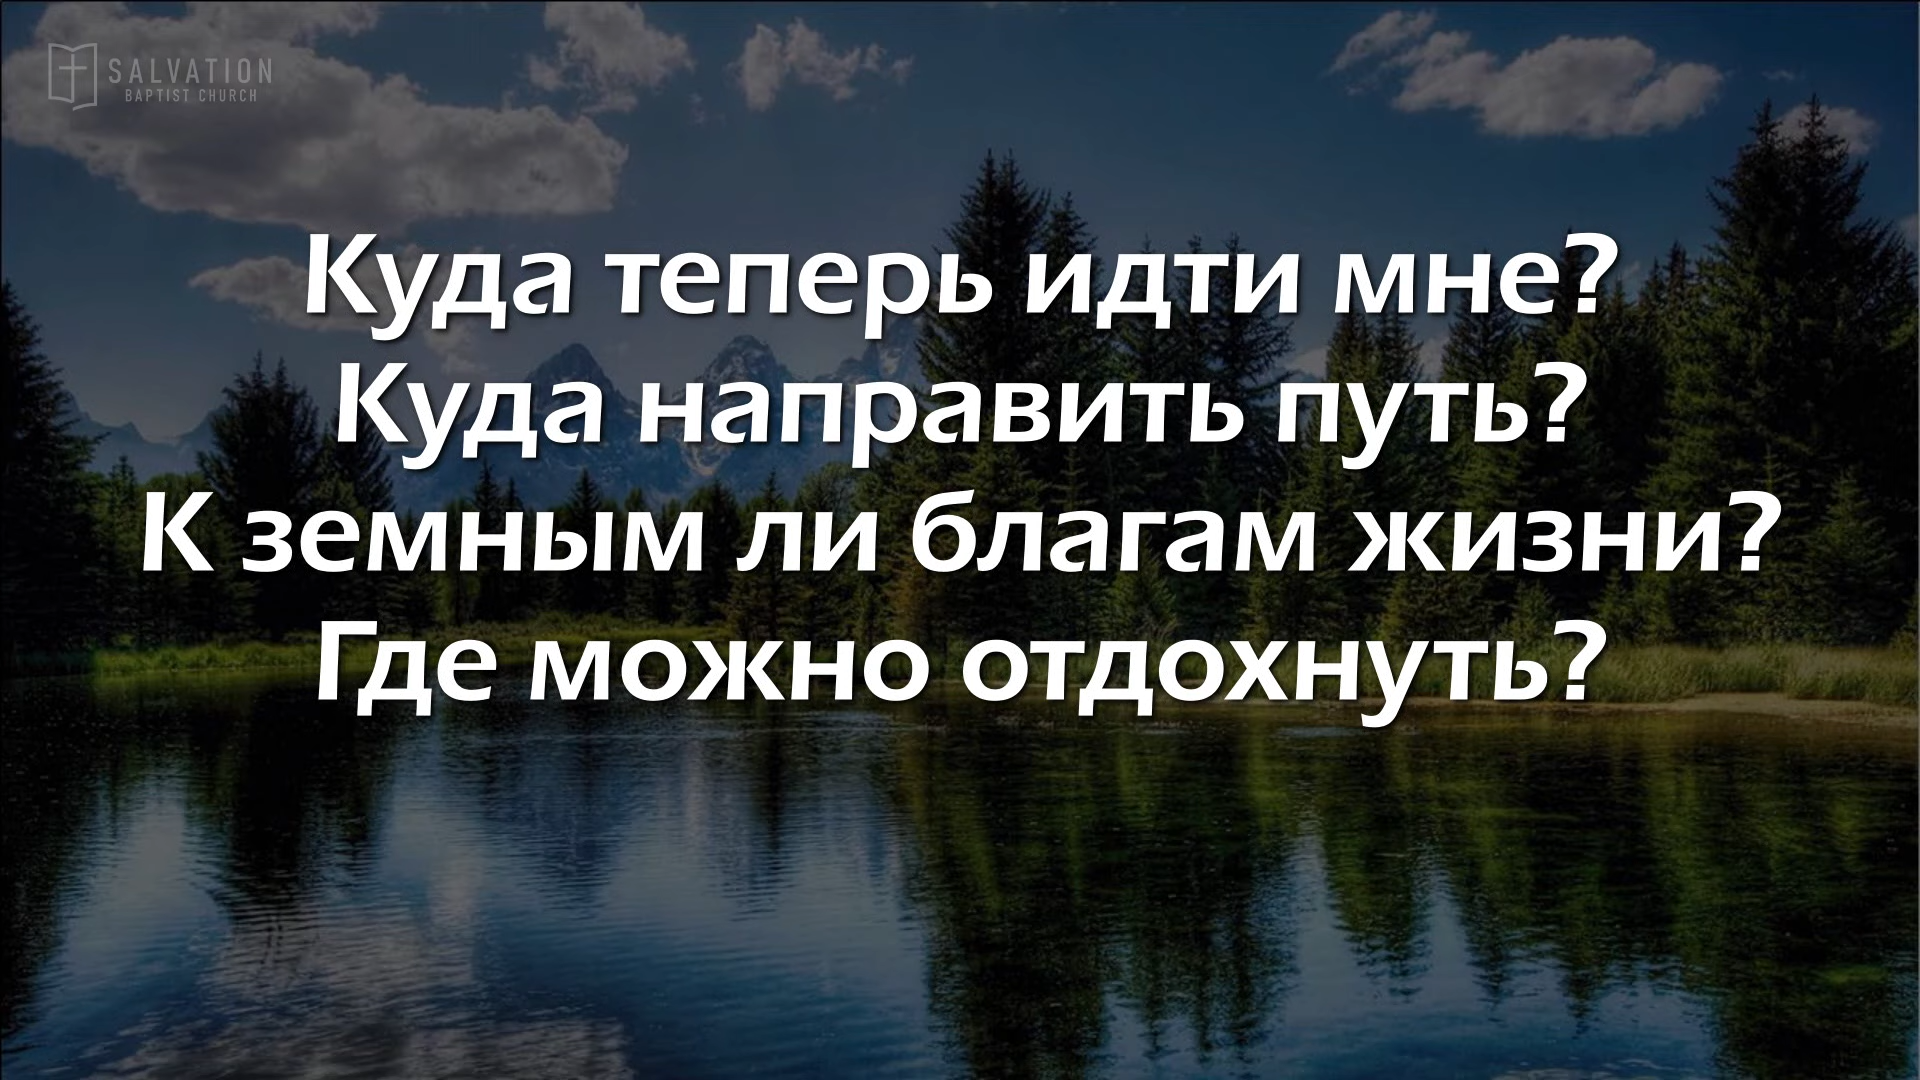 SALVATION
BAPTIST CHURCH
Куда теперь идти мне?
Куда направить путь?
К земным ли благам жизни?
Где можно отдохнуть?